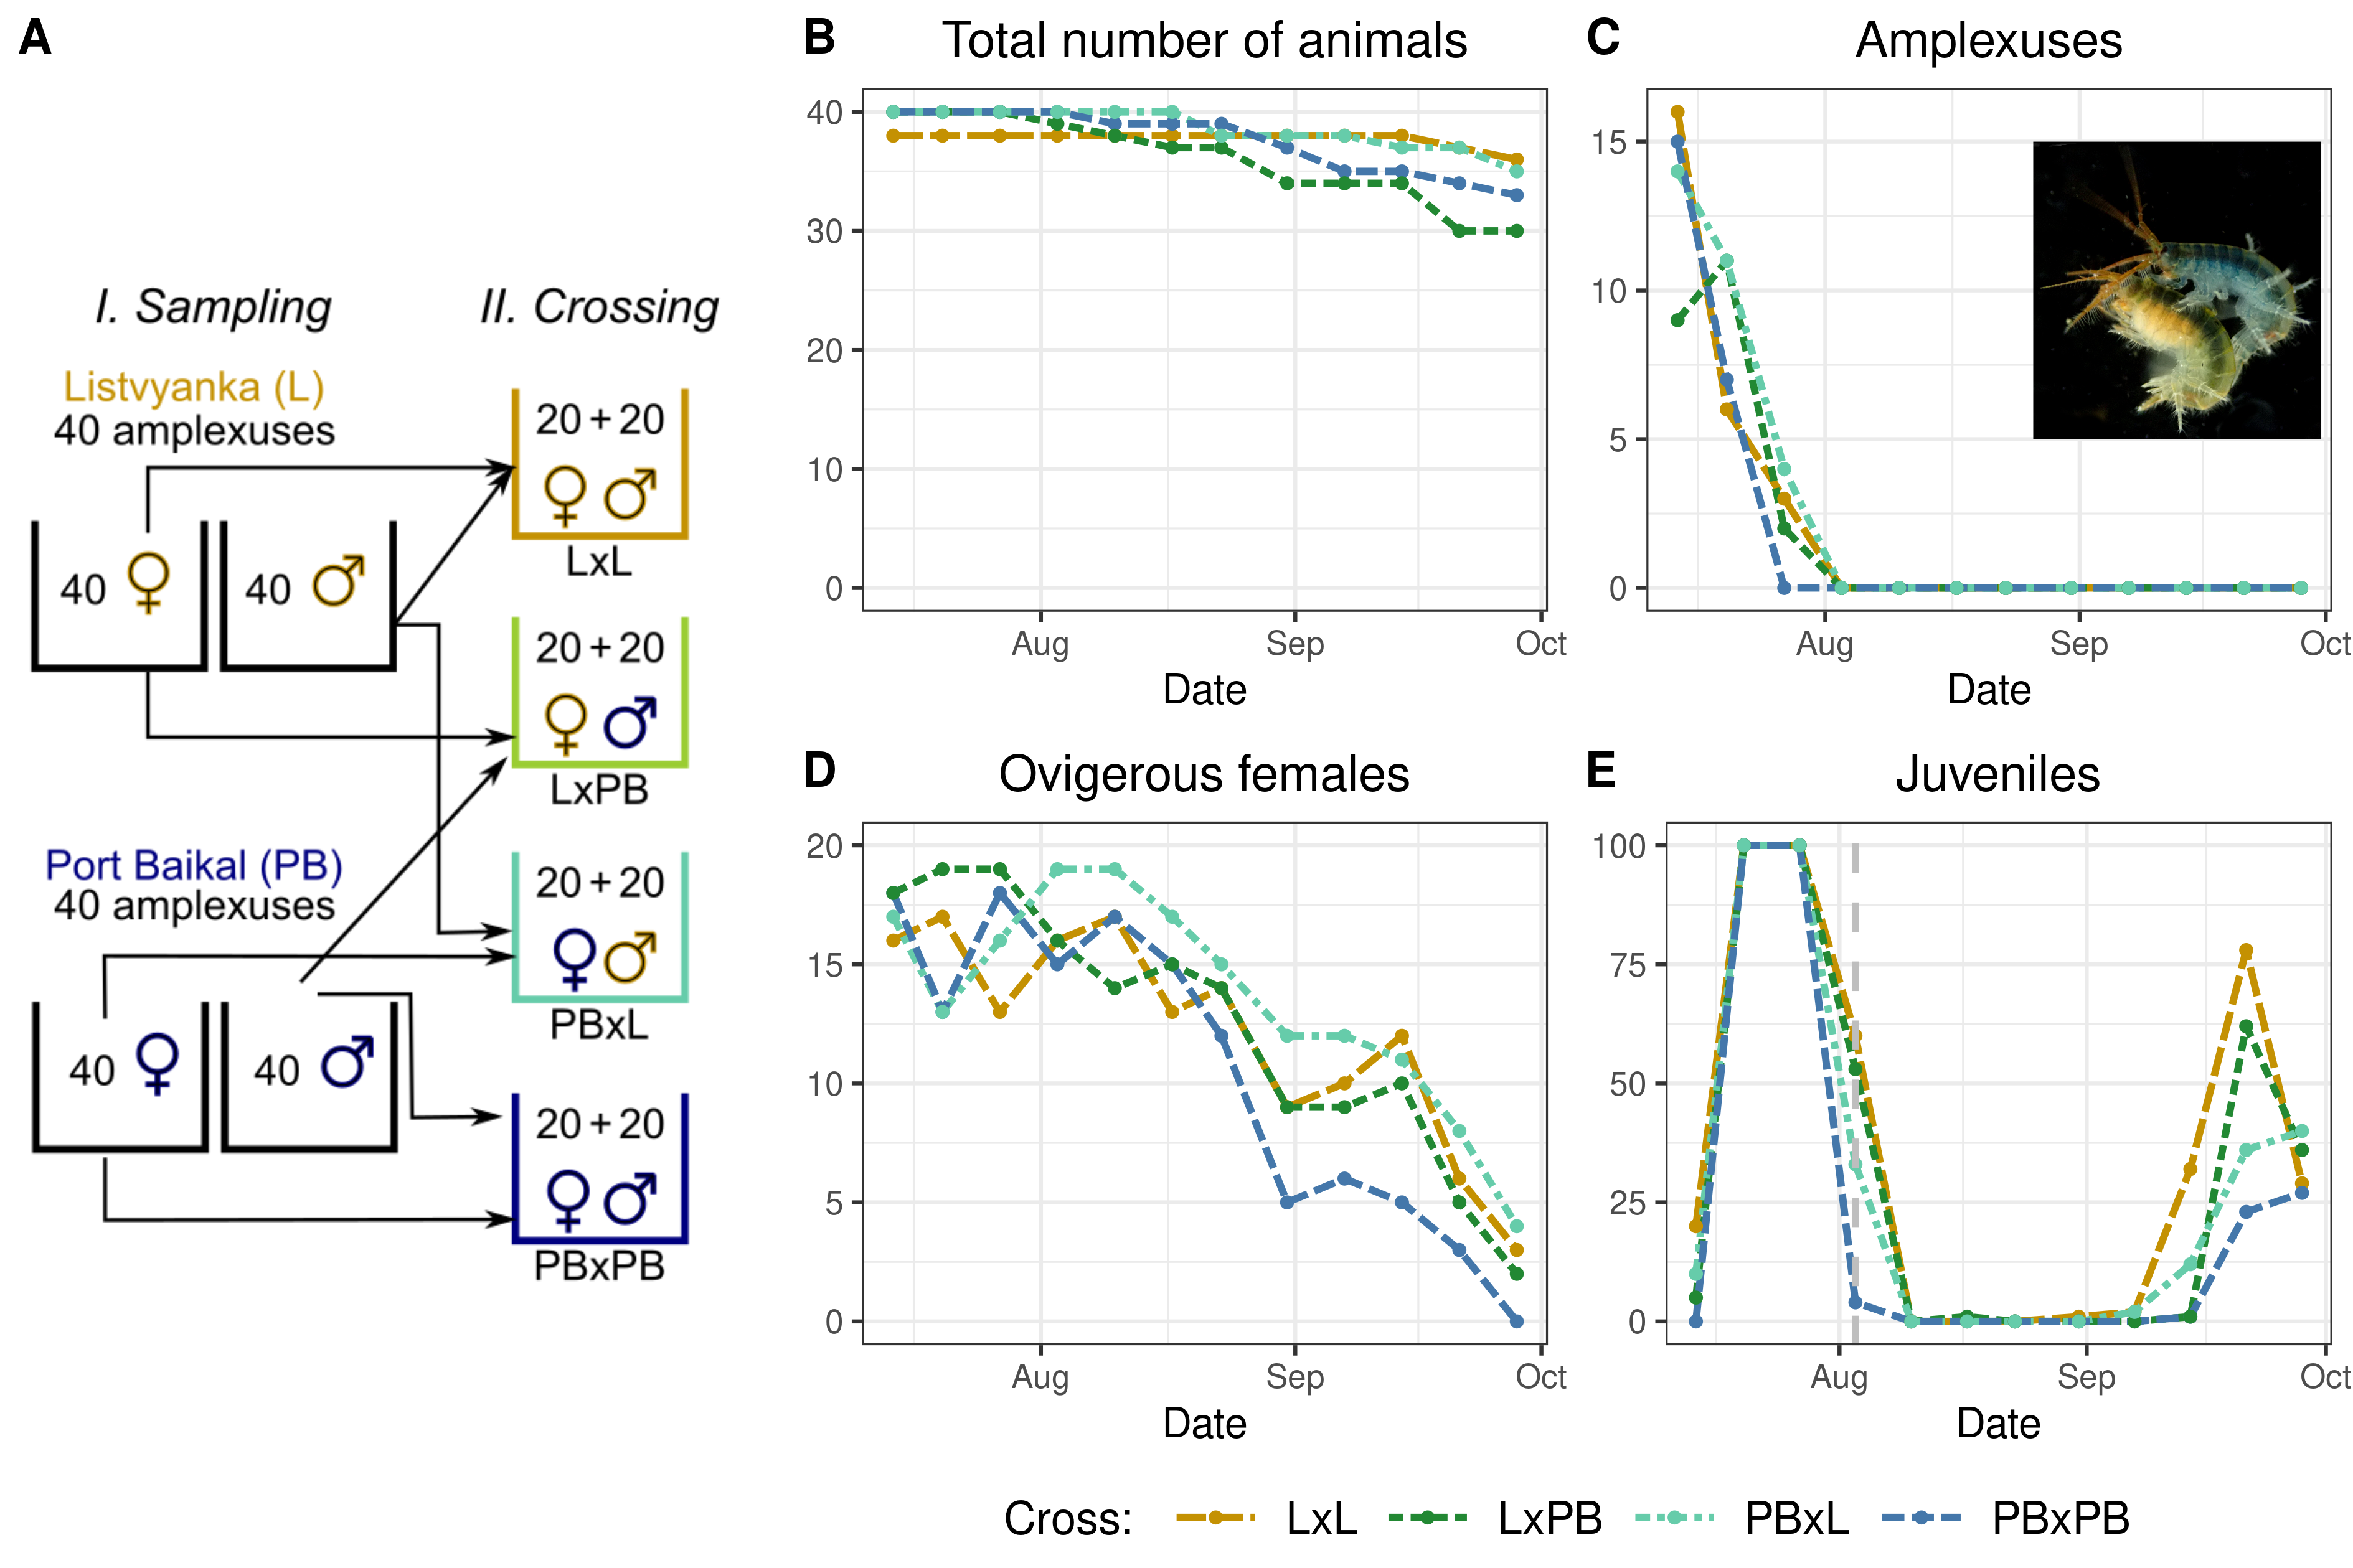 A
I. Sampling
II. Crossing
Listvyanka (L)
40 amplexuses
40 ♀
40 ♂
Port Baikal (PB)
40 amplexuses
40 ♀
40 ♂
20 + 20
♀ ♂
LxL
20 + 20
♀ ♂
LxPB
20 + 20
♀ ♂
PBxL
20 + 20
♀ ♂
PBxPB
B
Total number of animals
40
30
20
10
0
Aug Sep Oct
Date
C
Amplexuses
15
10
5
0
Aug Sep Oct
Date
D
Ovigerous females
20
15
10
5
0
Aug Sep Oct
Date
E
Juveniles
100
75
50
25
0
Aug Sep Oct
Date
Cross: LxL LxPB PBxL PBxPB